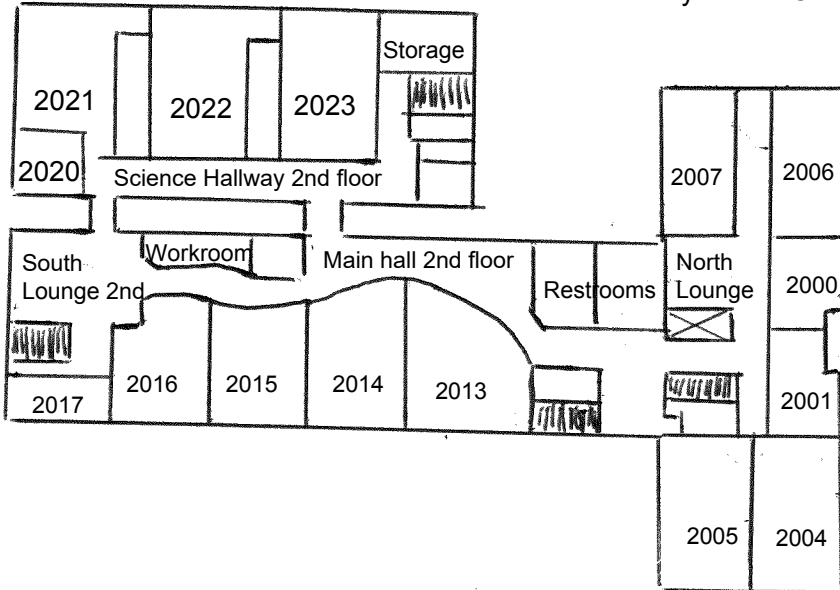 Storage
2021
2022
2023
2020
Science Hallway 2nd floor
2007
2006
South
Lounge 2nd
Workroom
Main hall 2nd floor
Restrooms
North
Lounge
2000
2016
2015
2014
2013
2017
2001
2005
2004